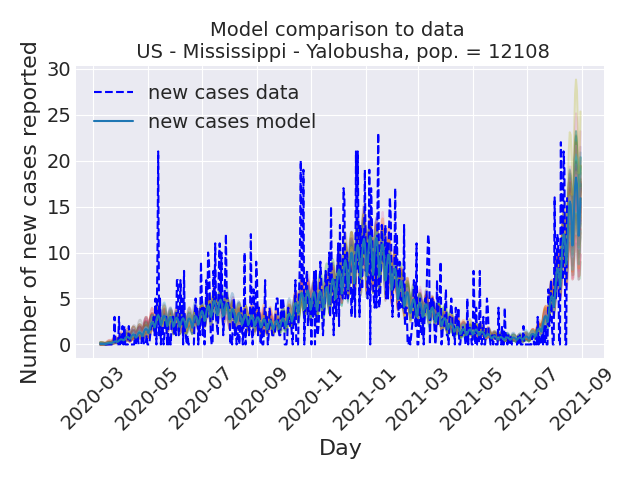 Model comparison to data
US - Mississippi - Yalobusha, pop. = 12108
Number of new cases reported
30
25
20
15
10
5
0
new cases data
new cases model
2020-03
2020-05
2020-07
2020-09
2020-11
2021-01
2021-03
2021-05
2021-07
2021-09
Day